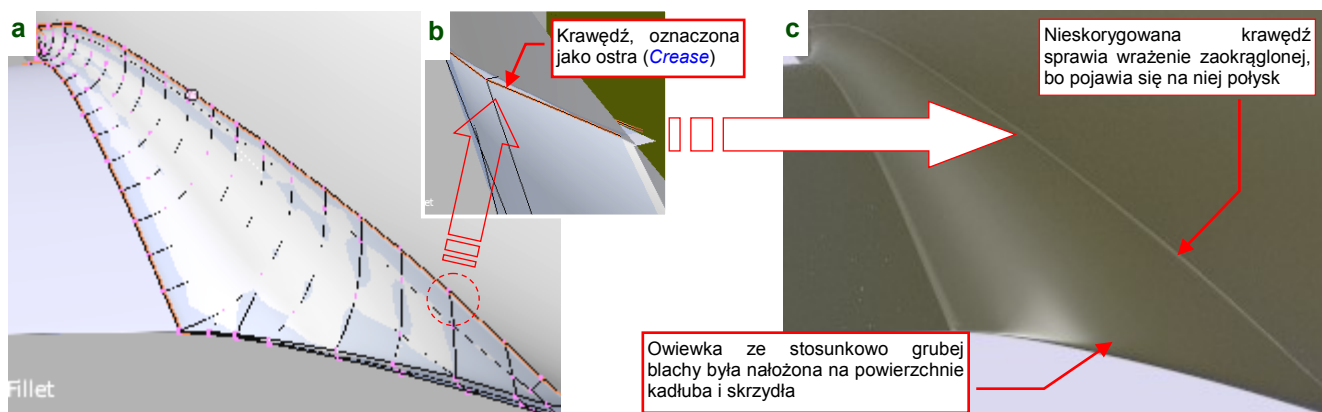 a
b
Krawędź, oznaczona
jako ostra (Crease)
c
Nieskorygowana krawędź
sprawia wrażenie zaokrąglonej,
bo pojawia się na niej połysk
let
Owiewka ze stosunkowo grubej
blachy była nałożona na powierzchnie
kadłuba i skrzydła
Fillet